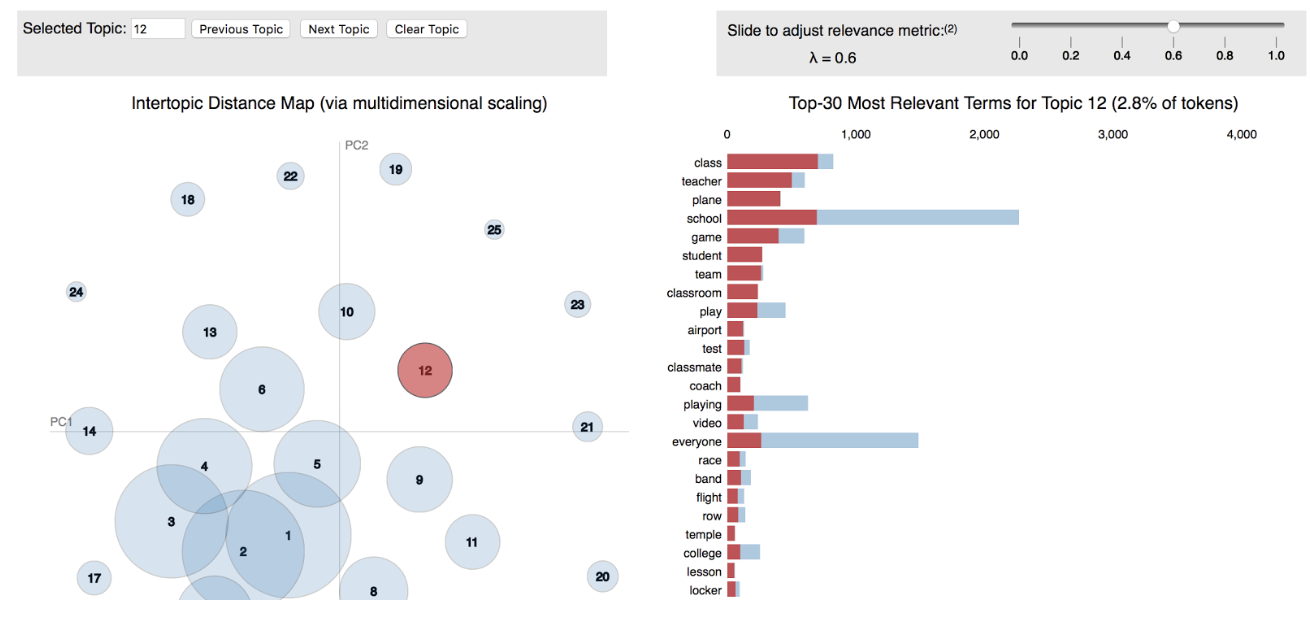 Selected Topic: 12 Previous Topic Next Topic Clear Topic
Slide to adjust relevance metric:(2)
λ = 0.6
0.0 0.2 0.4 0.6 0.8 1.0
Intertopic Distance Map (via multidimensional scaling)
PC2
19
22
18
25
24
23
10
13
12
6
PC1
14
21
4
5
9
3
1
11
2
17
20
8
Top-30 Most Relevant Terms for Topic 12 (2.8% of tokens)
0 1,000 2,000 3,000 4,000
class
teacher
plane
school
game
student
team
classroom
play
airport
test
classmate
coach
playing
video
everyone
race
band
flight
row
temple
college
lesson
locker